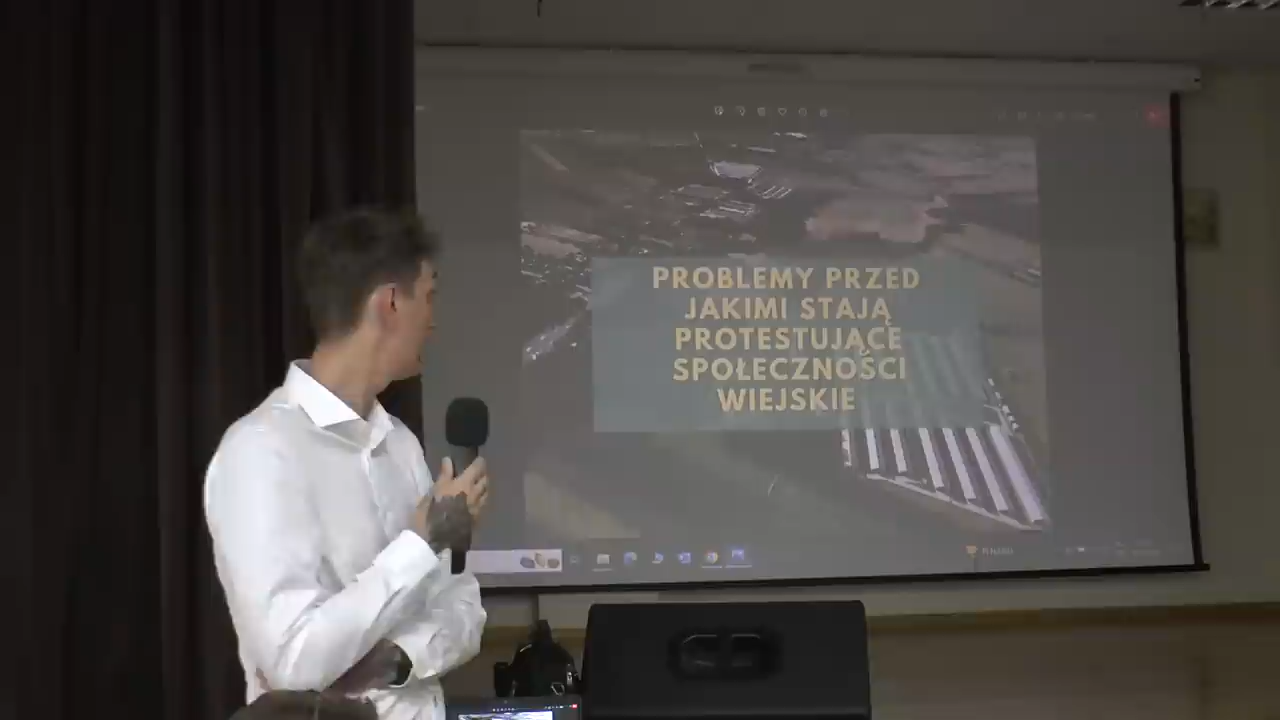 PROBLEMY PRZED
JAKIMI STAJĄ
PROTESTUJĄCE
SPOŁECZNOŚCI
WIEJSKIE